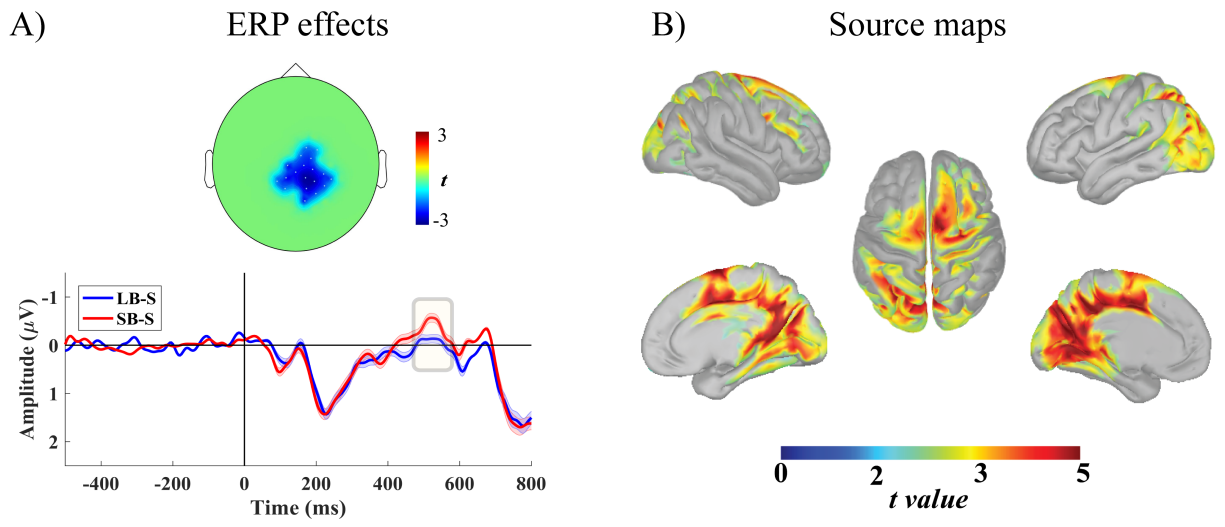 A)
ERP effects
B)
Source maps
3
t
-3
LB-S
SB-S
-1
0
1
2
Amplitude (μV)
-400
-200
0
200
400
600
800
Time (ms)
0
2
3
5
t value